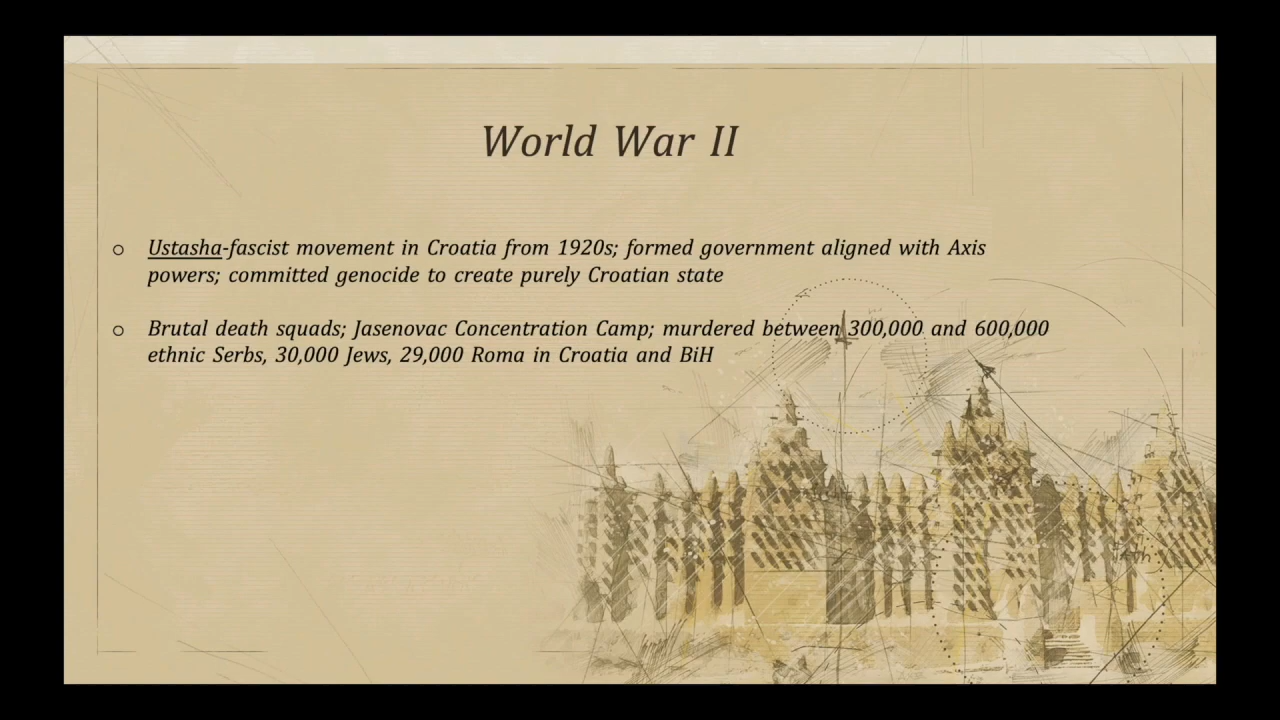 World War II
o Ustasha-fascist movement in Croatia from 1920s; formed government aligned with Axis
powers; committed genocide to create purely Croatian state
o Brutal death squads; Jasenovac Concentration Camp; murdered between 300,000 and 600,000
ethnic Serbs, 30,000 Jews, 29,000 Roma in Croatia and BiH